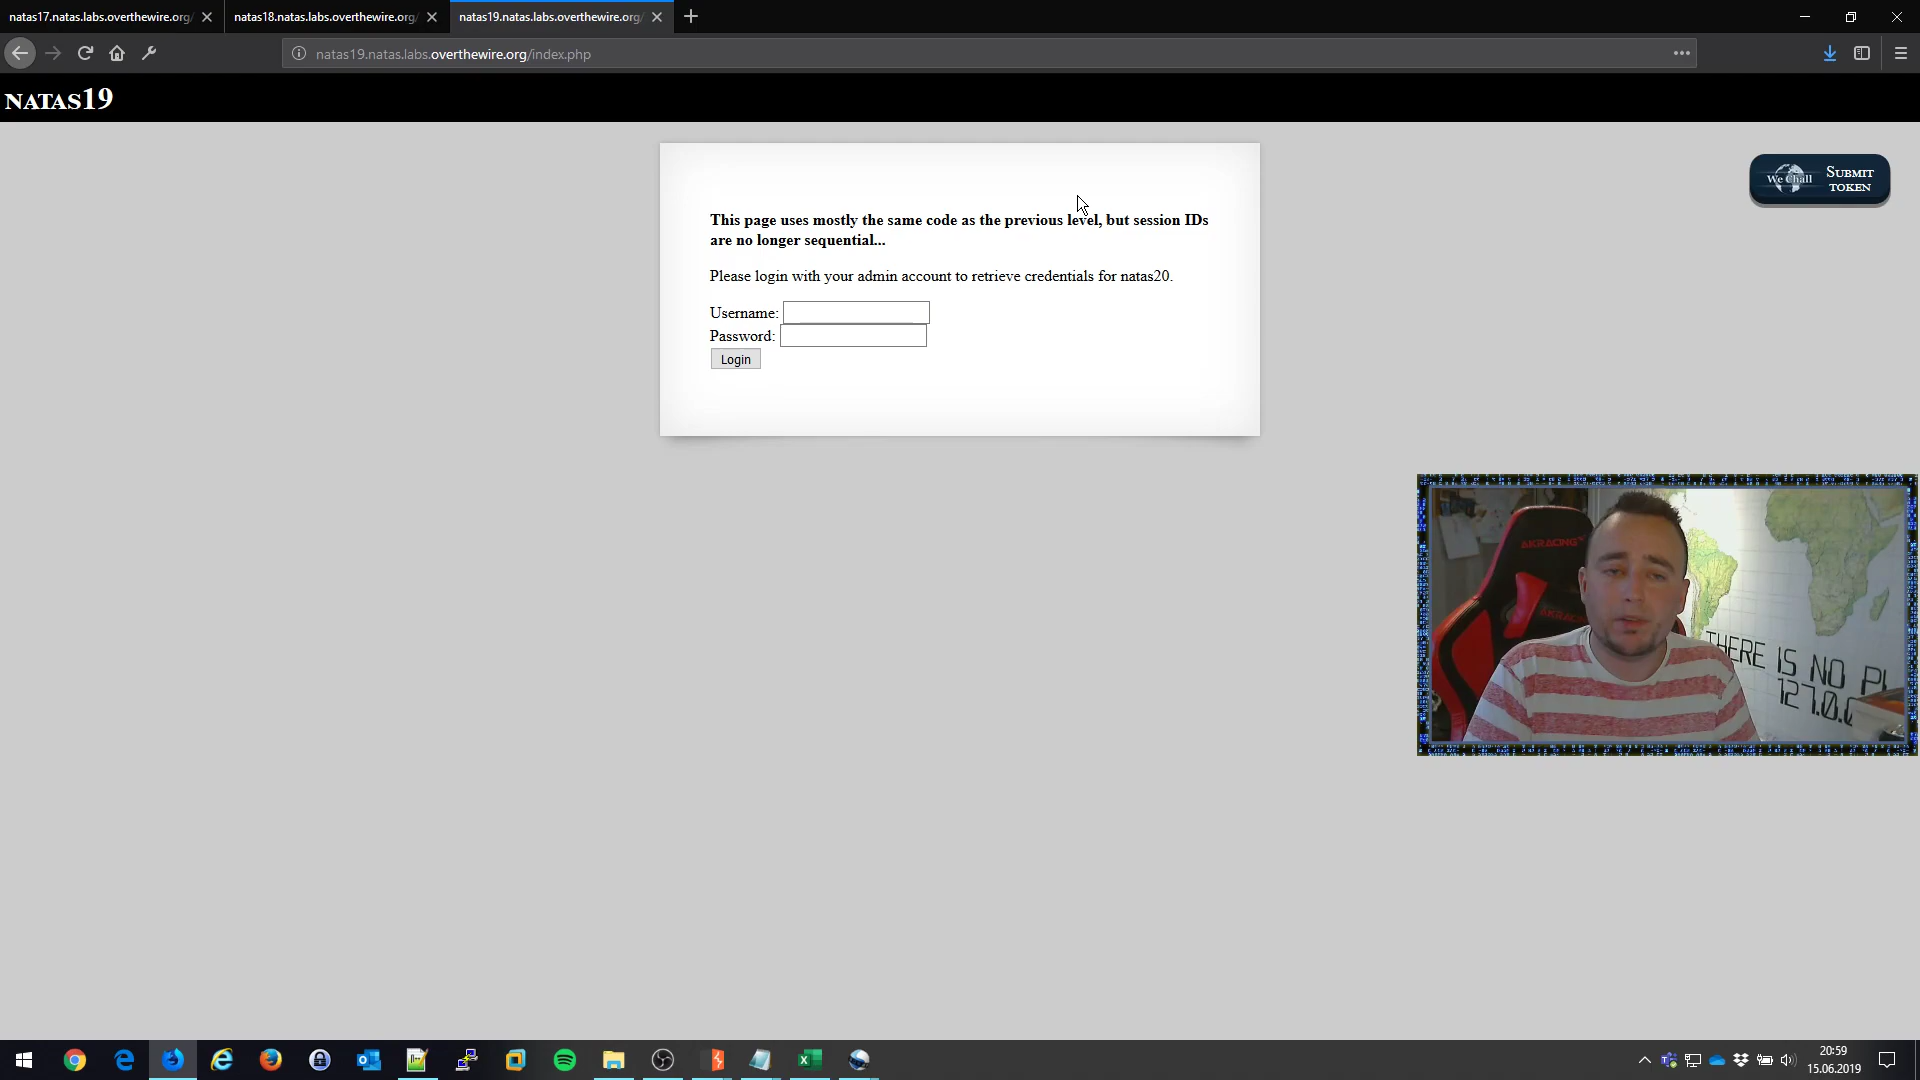 natas17.natas.labs.overthewire.org/
natas18.natas.labs.overthewire.org/
natas19.natas.labs.overthewire.org/
natas19.natas.labs.overthewire.org/index.php
NATAS19
We Chall
SUBMIT
TOKEN
This page uses mostly the same code as the previous level, but session IDs
are no longer sequential...
Please login with your admin account to retrieve credentials for natas20.
Username:
Password:
Login
AKRACING
THERE IS NO
127.0.
20:59
15.06.2019